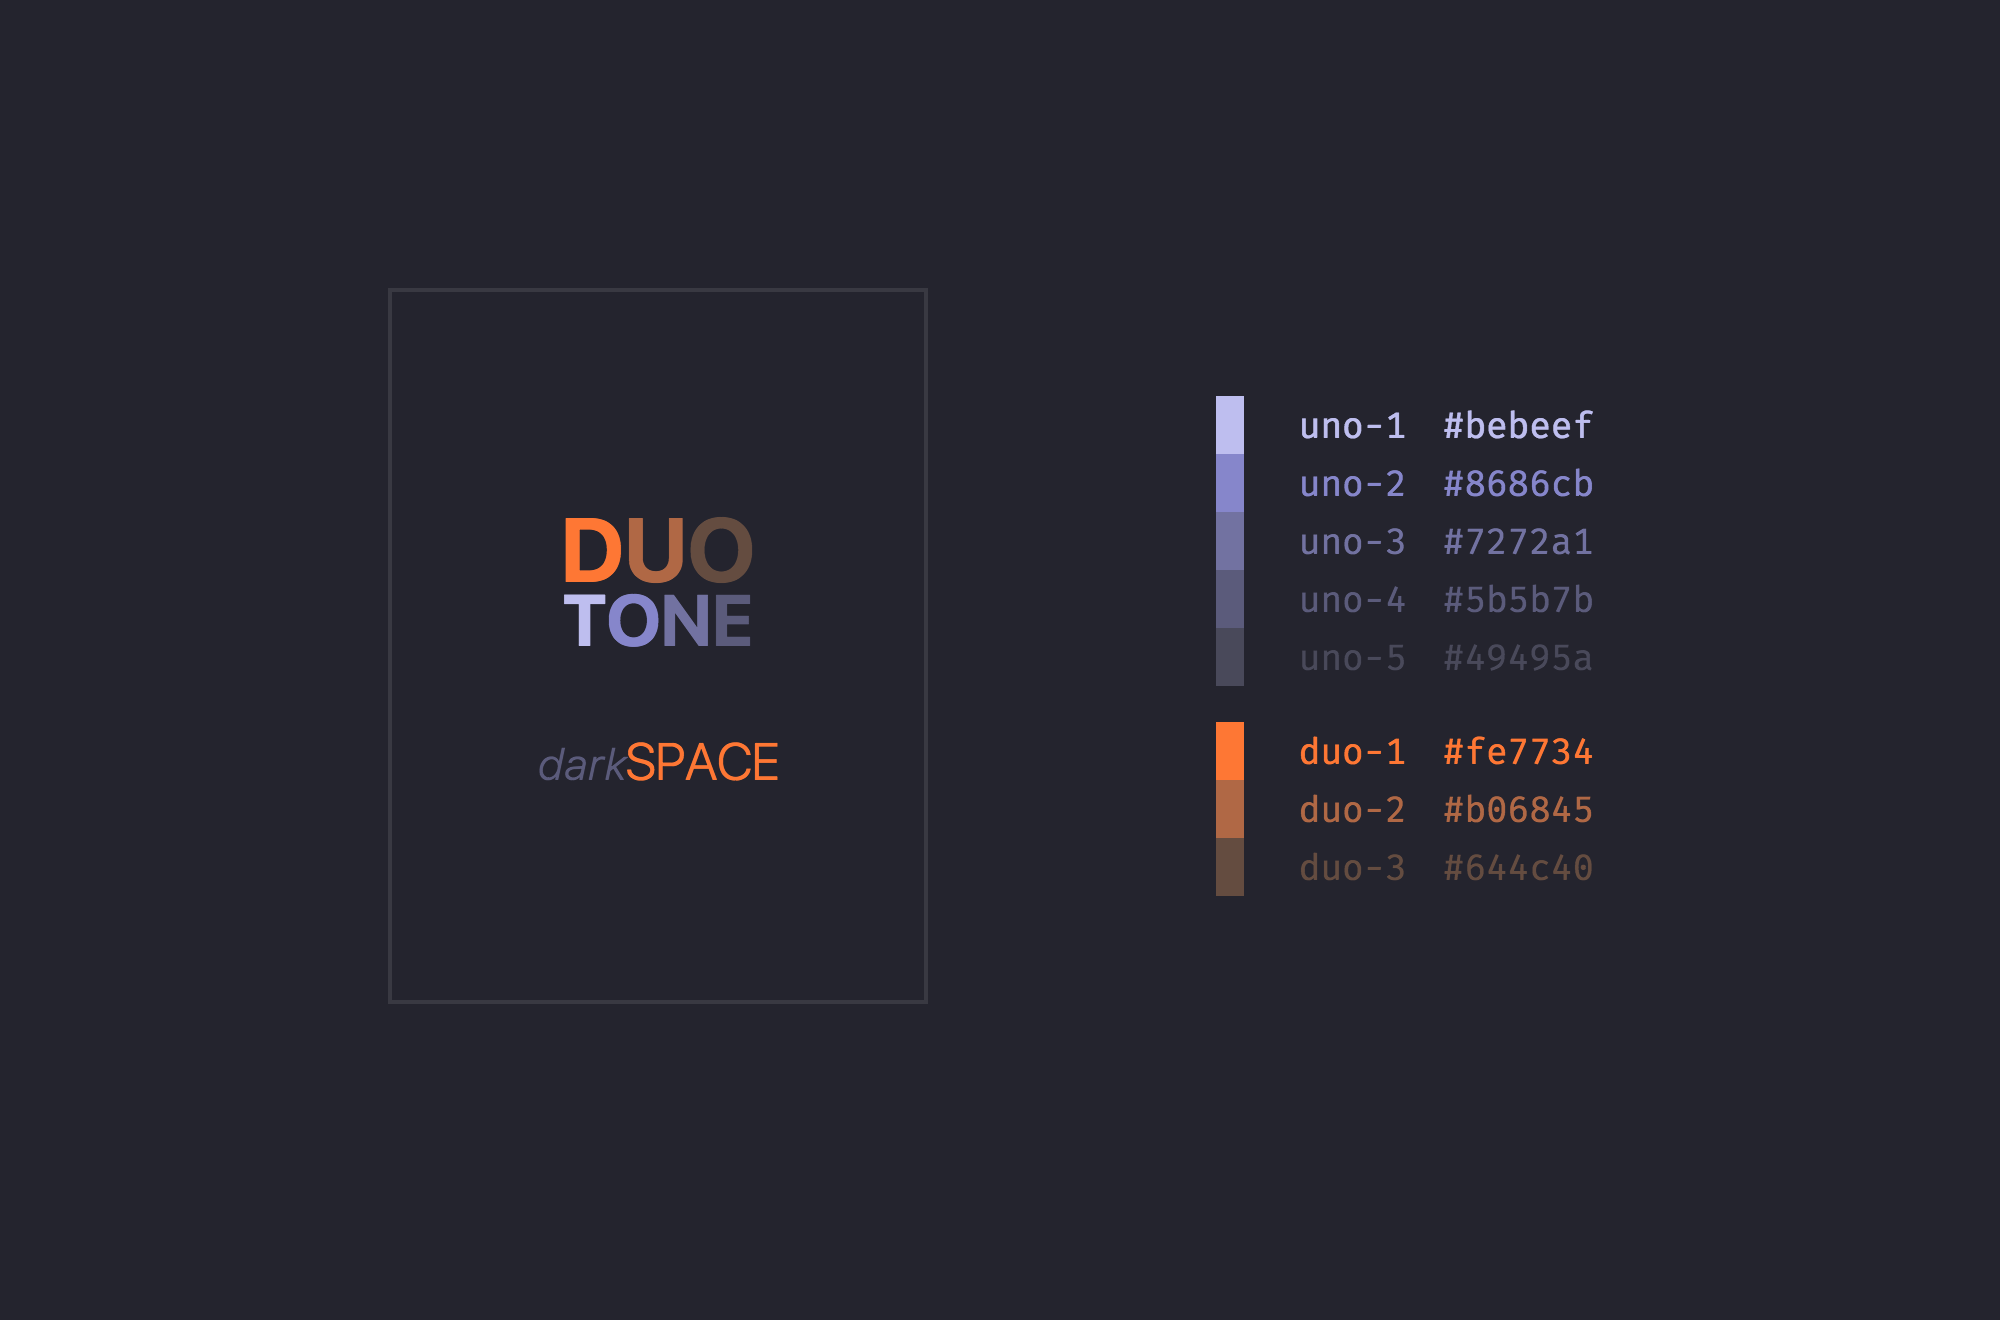 DUO
TONE
darkSPACE
uno-1 #bebeef
uno-2 #8686cb
uno-3 #7272a1
uno-4 #5b5b7b
uno-5 #49495a
duo-1 #fe7734
duo-2 #b06845
duo-3 #644c40